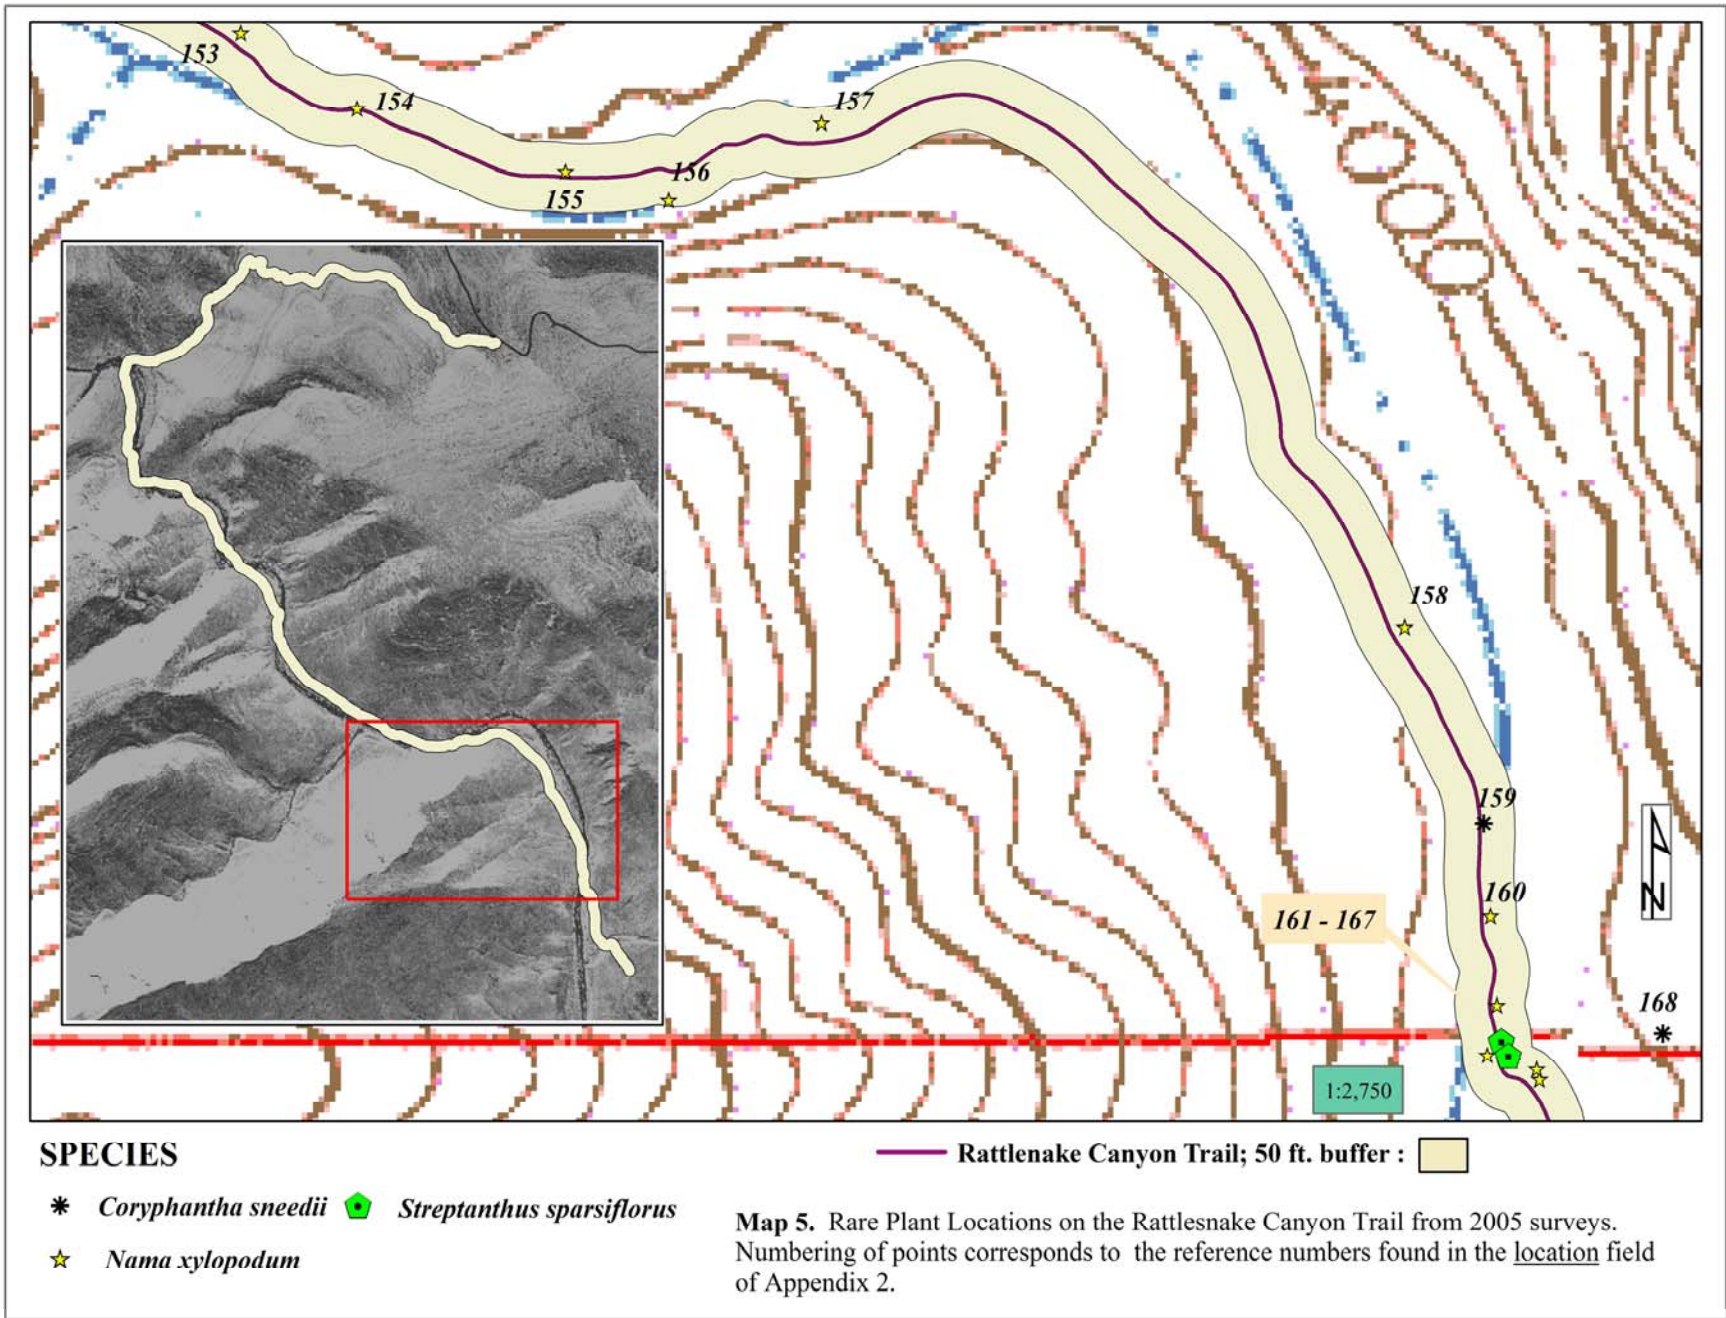 153
154
157
156
155
4000
158
159
160
161 - 167
168
N
1:2,750
SPECIES
Rattlenake Canyon Trail; 50 ft. buffer :
Coryphantha sneedii
Streptanthus sparsiflorus
Nama xylopodum
Map 5. Rare Plant Locations on the Rattlesnake Canyon Trail from 2005 surveys.
Numbering of points corresponds to the reference numbers found in the location field
of Appendix 2.